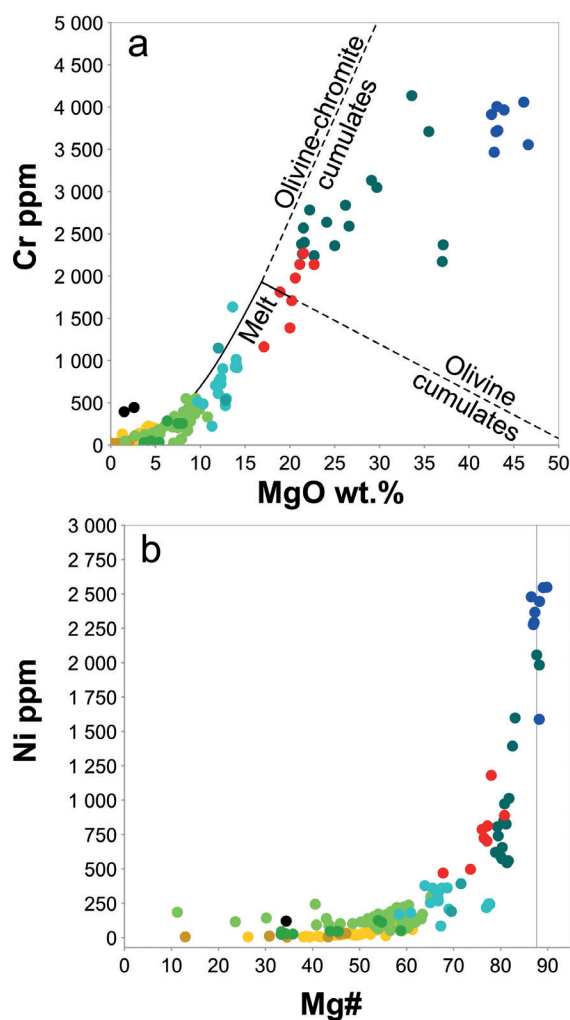 a
5 000
4 500
4 000
3 500
3 000
2 500
2 000
1 500
1 000
500
0
Cr ppm
Olivine-chromite
cumulates
Melt
Olivine
cumulates
0 5 10 15 20 25 30 35 40 45 50
MgO wt.%
b
3 000
2 750
2 500
2 250
2 000
1 750
1 500
1 250
1 000
750
500
250
0
Ni ppm
0 10 20 30 40 50 60 70 80 90
Mg#